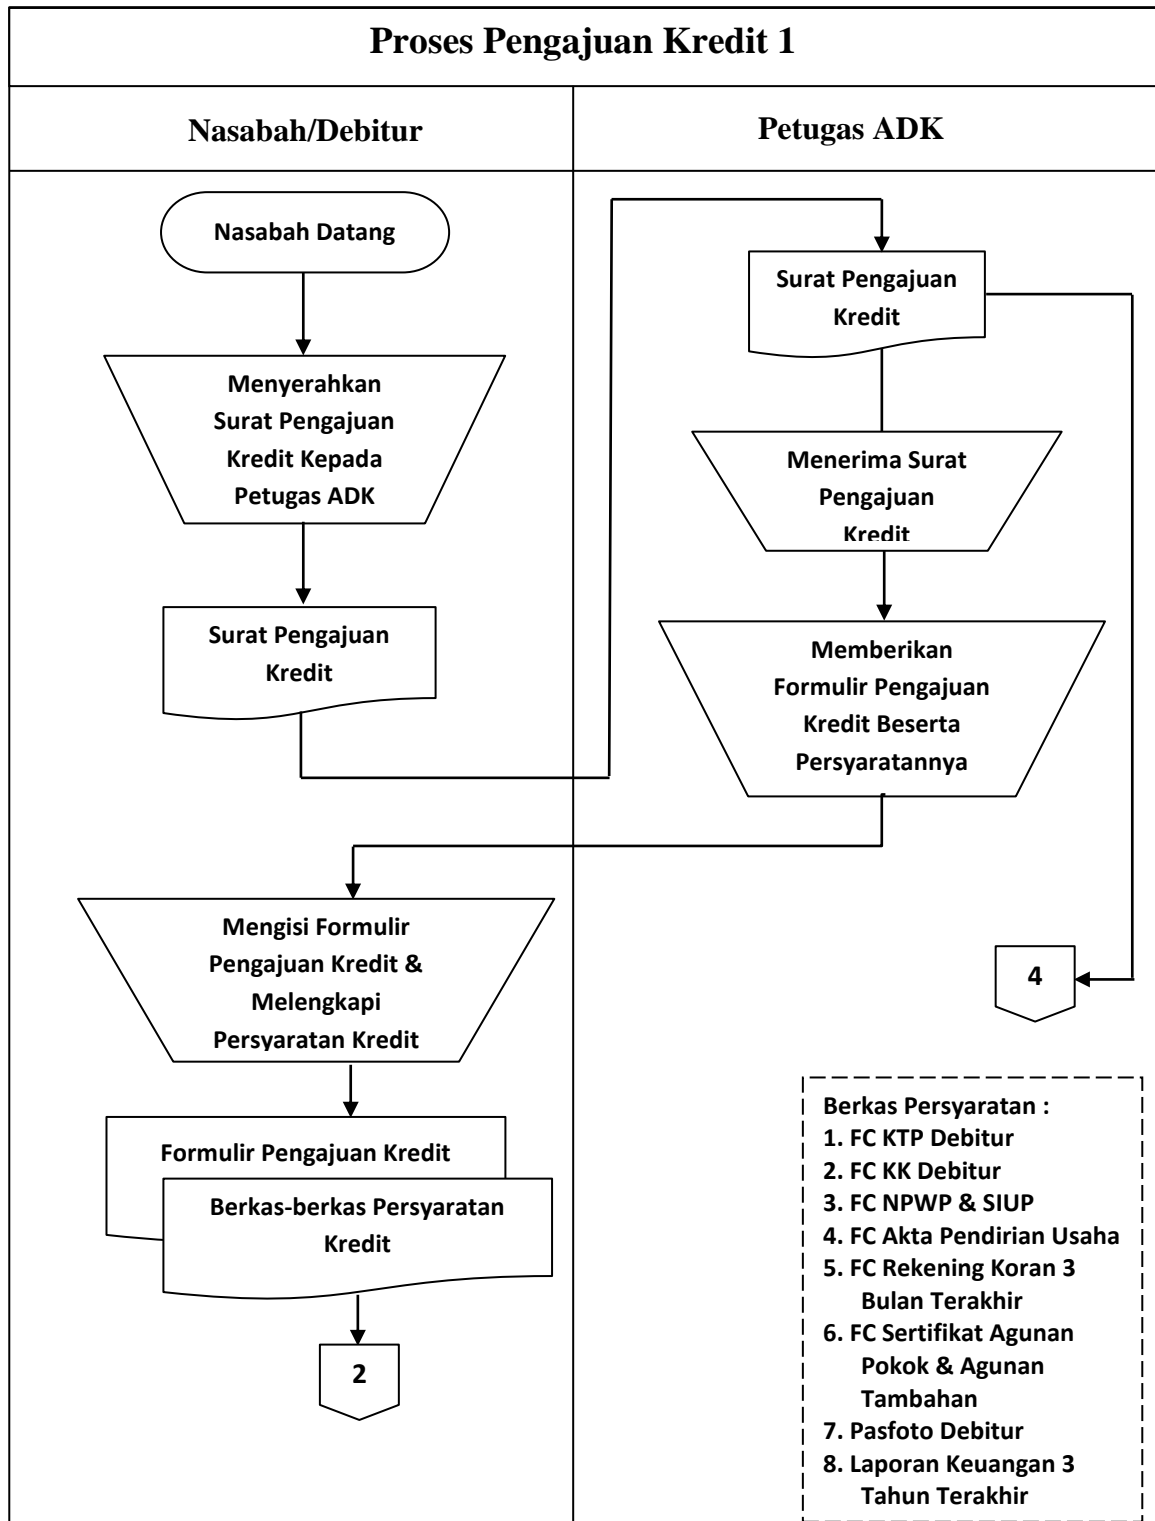 Proses Pengajuan Kredit 1
Nasabah/Debitur
Petugas ADK
Nasabah Datang
Menyerahkan
Surat Pengajuan
Kredit Kepada
Petugas ADK
Surat Pengajuan
Kredit
Surat Pengajuan
Kredit
Menerima Surat
Pengajuan
Kredit
Memberikan
Formulir Pengajuan
Kredit Beserta
Persyaratannya
4
Mengisi Formulir
Pengajuan Kredit &
Melengkapi
Persyaratan Kredit
Formulir Pengajuan Kredit
Berkas-berkas Persyaratan
Kredit
2
Berkas Persyaratan :
1. FC KTP Debitur
2. FC KK Debitur
3. FC NPWP & SIUP
4. FC Akta Pendirian Usaha
5. FC Rekening Koran 3
Bulan Terakhir
6. FC Sertifikat Agunan
Pokok & Agunan
Tambahan
7. Pasfoto Debitur
8. Laporan Keuangan 3
Tahun Terakhir